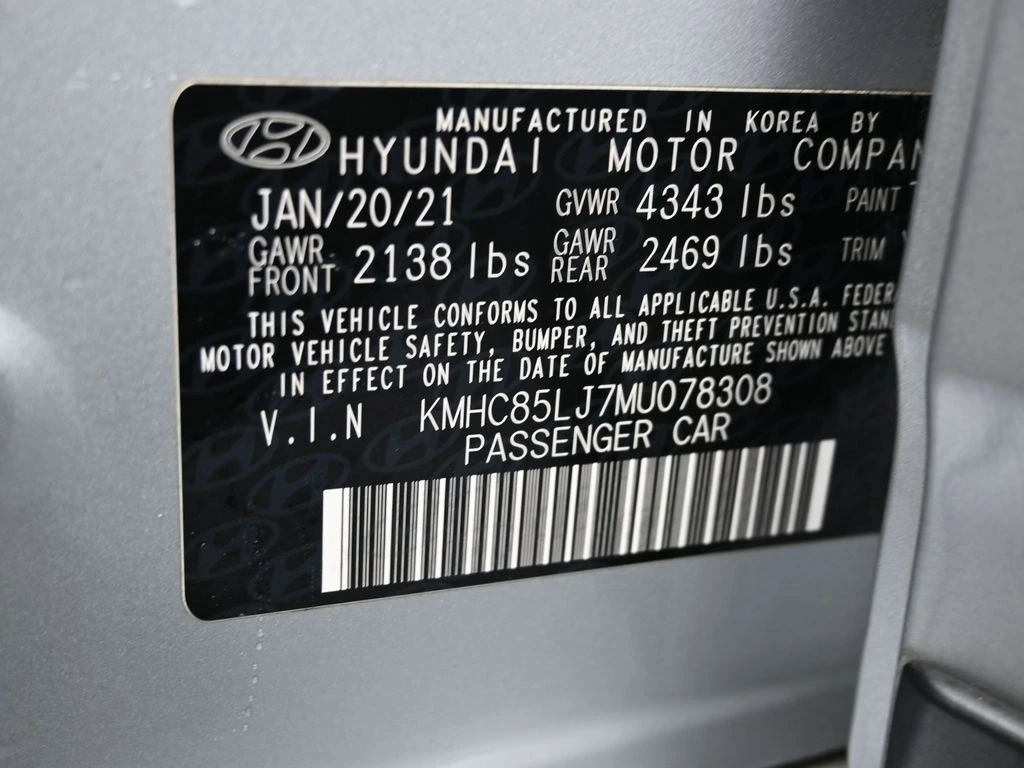 MANUFACTURED IN KOREA BY
HYUNDAI MOTOR
JAN/20/21 GVWR 4343 lbs PAINT
GAWR FRONT 2138 lbs GAWR REAR 2469 lbs TRIM
THIS VEHICLE CONFORMS TO ALL APPLICABLE U.S.A.
MOTOR VEHICLE SAFETY, BUMPER, AND THEFT PREVENTION
IN EFFECT ON THE DATE OF MANUFACTURE SHOWN ABOVE
V.I.N KMHC85LJ7MU078308
PASSENGER CAR